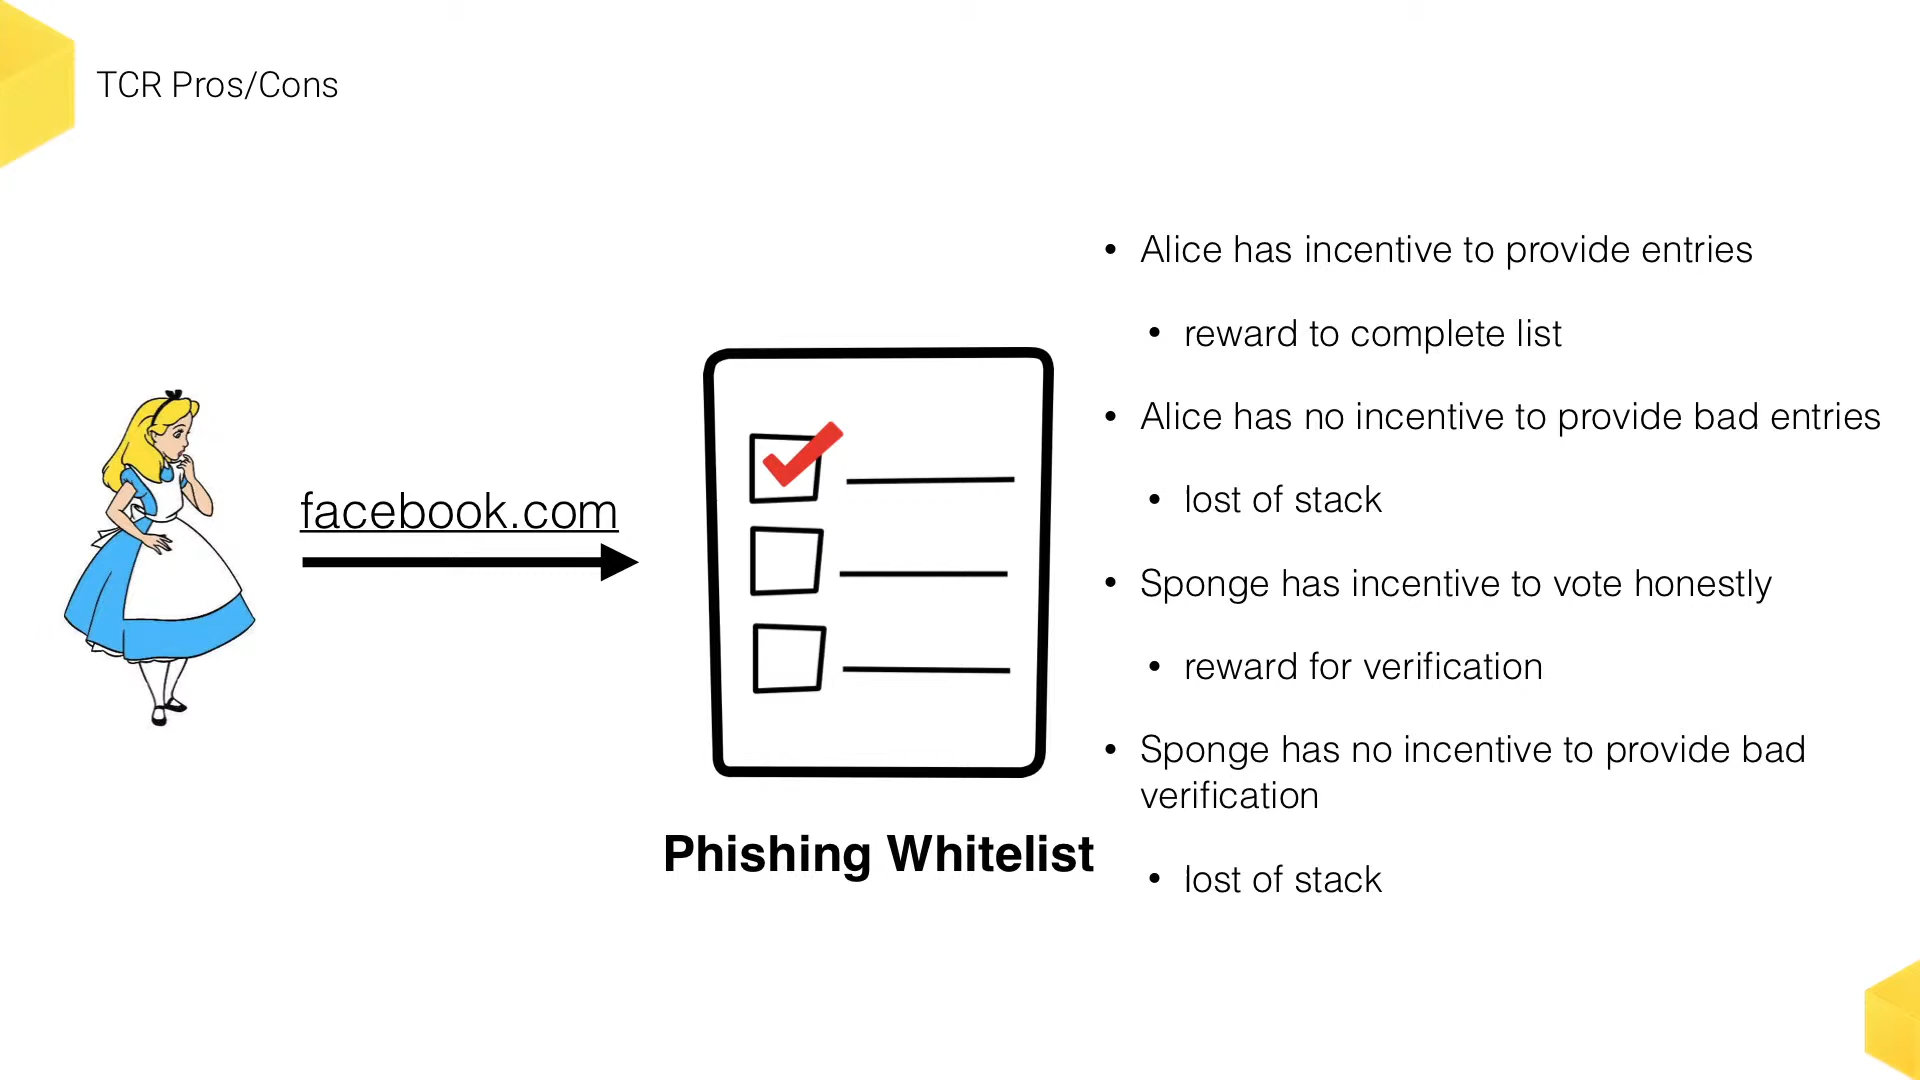 TCR Pros/Cons
facebook.com
Phishing Whitelist
• Alice has incentive to provide entries
• reward to complete list
• Alice has no incentive to provide bad entries
• lost of stack
• Sponge has incentive to vote honestly
• reward for verification
• Sponge has no incentive to provide bad
verification
• lost of stack